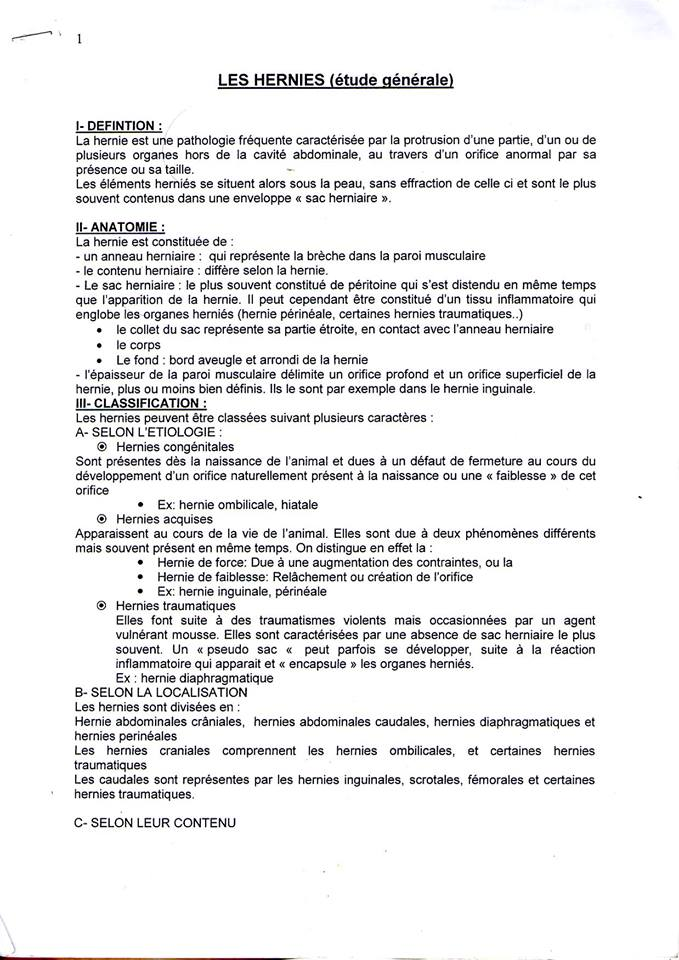 1
LES HERNIES (étude générale)
I- DEFINTION :
La hernie est une pathologie fréquente caractérisée par la protrusion d'une partie, d'un ou de
plusieurs organes hors de la cavité abdominale, au travers d'un orifice anormal par sa
présence ou sa taille.
Les éléments herniés se situent alors sous la peau, sans effraction de celle ci et sont le plus
souvent contenus dans une enveloppe « sac herniaire ».
II- ANATOMIE :
La hernie est constituée de :
- un anneau herniaire : qui représente la brèche dans la paroi musculaire
- le contenu herniaire : diffère selon la hernie.
- Le sac herniaire : le plus souvent constitué de péritoine qui s'est distendu en même temps
que l'apparition de la hernie. Il peut cependant être constitué d'un tissu inflammatoire qui
englobe les organes herniés (hernie périnéale, certaines hernies traumatiques..)
• le collet du sac représente sa partie étroite, en contact avec l'anneau herniaire
• le corps
• Le fond : bord aveugle et arrondi de la hernie
- l'épaisseur de la paroi musculaire délimite un orifice profond et un orifice superficiel de la
hernie, plus ou moins bien définis. Ils le sont par exemple dans le hernie inguinale.
III- CLASSIFICATION :
Les hernies peuvent être classées suivant plusieurs caractères :
A- SELON L'ETIOLOGIE :
◉ Hernies congénitales
Sont présentes dès la naissance de l'animal et dues à un défaut de fermeture au cours du
développement d'un orifice naturellement présent à la naissance ou une « faiblesse » de cet
orifice
• Ex: hernie ombilicale, hiatale
◉ Hernies acquises
Apparaissent au cours de la vie de l'animal. Elles sont due à deux phénomènes différents
mais souvent présent en même temps. On distingue en effet la :
• Hernie de force: Due à une augmentation des contraintes, ou la
• Hernie de faiblesse: Relâchement ou création de l'orifice
• Ex: hernie inguinale, périnéale
◉ Hernies traumatiques
Elles font suite à des traumatismes violents mais occasionnées par un agent
vulnérant mousse. Elles sont caractérisées par une absence de sac herniaire le plus
souvent. Un « pseudo sac « peut parfois se développer, suite à la réaction
inflammatoire qui apparait et « encapsule » les organes herniés.
Ex : hernie diaphragmatique
B- SELON LA LOCALISATION
Les hernies sont divisées en :
Hernie abdominales crâniales, hernies abdominales caudales, hernies diaphragmatiques et
hernies perinéales
Les hernies craniales comprennent les hernies ombilicales, et certaines hernies
traumatiques
Les caudales sont représentes par les hernies inguinales, scrotales, fémorales et certaines
hernies traumatiques.
C- SELON LEUR CONTENU